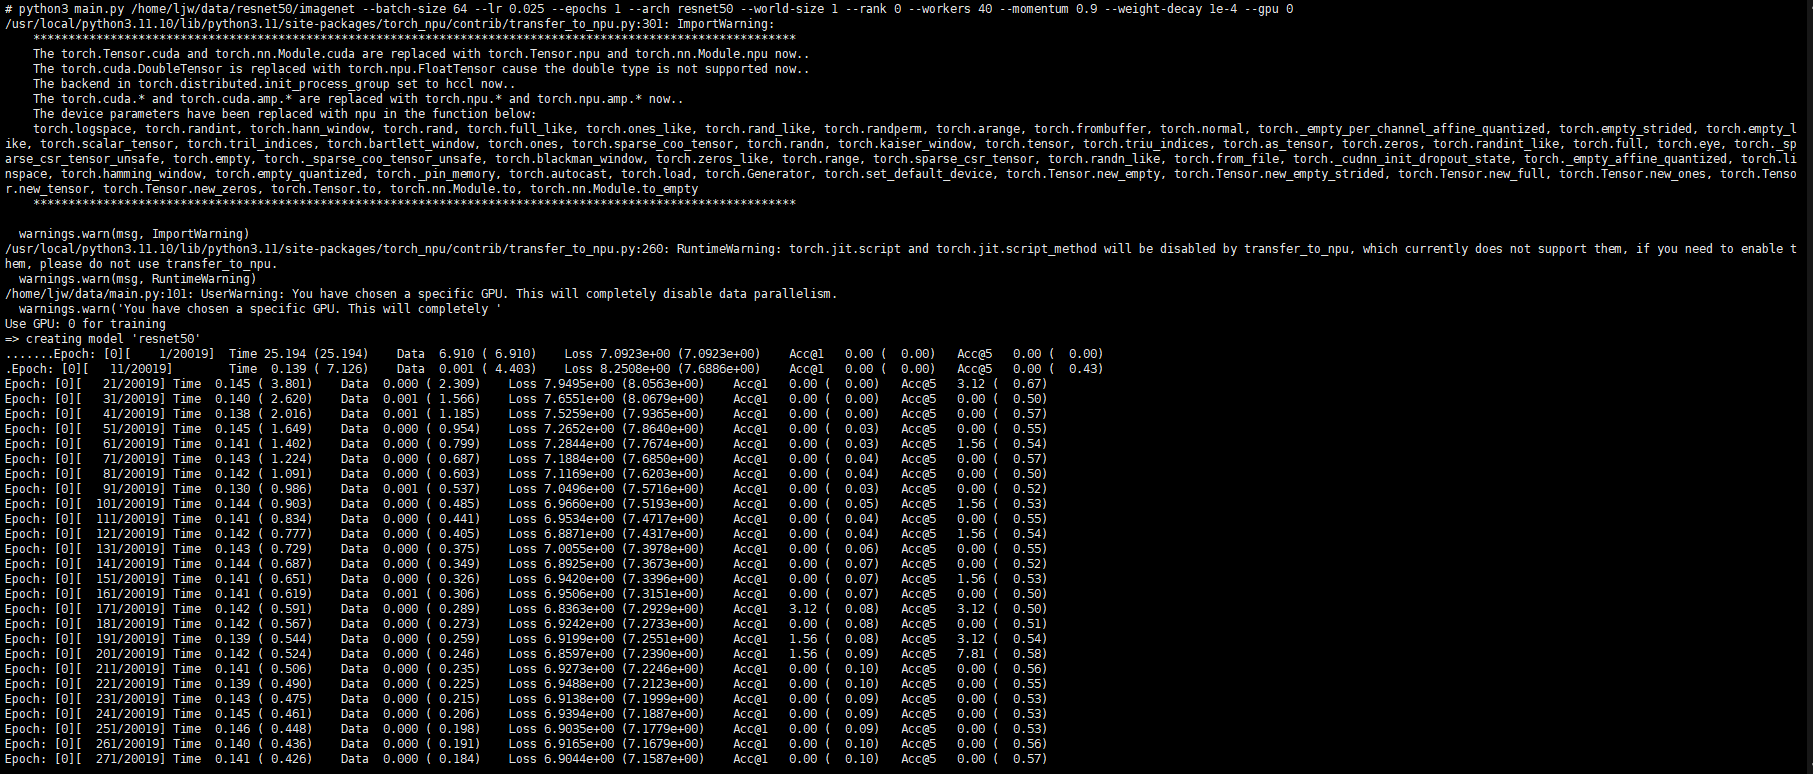 # python3 main.py /home/ljw/data/resnet50/imagenet --batch-size 64 --lr 0.025 --epochs 1 --arch resnet50 --world-size 1 --rank 0 --workers 40 --momentum 0.9 --weight-decay 1e-4 --gpu 0
/usr/local/python3.11.10/lib/python3.11/site-packages/torch_npu/contrib/transfer_to_npu.py:301: ImportWarning:
*************************************************************************************************************
The torch.Tensor.cuda and torch.nn.Module.cuda are replaced with torch.Tensor.npu and torch.nn.Module.npu now..
The torch.cuda.DoubleTensor is replaced with torch.npu.FloatTensor cause the double type is not supported now..
The backend in torch.distributed.init_process_group set to hccl now..
The torch.cuda.* and torch.cuda.amp.* are replaced with torch.npu.* and torch.npu.amp.* now..
The device parameters have been replaced with npu in the function below:
torch.logspace, torch.randint, torch.hann_window, torch.rand, torch.full_like, torch.ones_like, torch.rand_like, torch.randperm, torch.arange, torch.frombuffer, torch.normal, torch._empty_per_channel_affine_quantized, torch.empty_strided, torch.empty_l
ike, torch.scalar_tensor, torch.tril_indices, torch.bartlett_window, torch.ones, torch.sparse_coo_tensor, torch.randn, torch.kaiser_window, torch.tensor, torch.triu_indices, torch.as_tensor, torch.zeros, torch.randint_like, torch.full, torch.eye, torch._sp
arse_csr_tensor_unsafe, torch.empty, torch._sparse_coo_tensor_unsafe, torch.blackman_window, torch.zeros_like, torch.range, torch.sparse_csr_tensor, torch.randn_like, torch.from_file, torch._cudnn_init_dropout_state, torch._empty_affine_quantized, torch.li
nspace, torch.hamming_window, torch.empty_quantized, torch._pin_memory, torch.autocast, torch.load, torch.Generator, torch.set_default_device, torch.Tensor.new_empty, torch.Tensor.new_empty_strided, torch.Tensor.new_full, torch.Tensor.new_ones, torch.Tenso
r.new_tensor, torch.Tensor.new_zeros, torch.Tensor.to, torch.nn.Module.to, torch.nn.Module.to_empty
*************************************************************************************************************
warnings.warn(msg, ImportWarning)
/usr/local/python3.11.10/lib/python3.11/site-packages/torch_npu/contrib/transfer_to_npu.py:260: RuntimeWarning: torch.jit.script and torch.jit.script_method will be disabled by transfer_to_npu, which currently does not support them, if you need to enable t
hem, please do not use transfer_to_npu.
warnings.warn(msg, RuntimeWarning)
/home/ljw/data/main.py:101: UserWarning: You have chosen a specific GPU. This will completely disable data parallelism.
warnings.warn('You have chosen a specific GPU. This will completely '
Use GPU: 0 for training
=> creating model 'resnet50'
.......Epoch: [0][    1/20019]  Time 25.194 (25.194)    Data  6.910 ( 6.910)    Loss 7.0923e+00 (7.0923e+00)    Acc@1   0.00 (  0.00)   Acc@5   0.00 (  0.00)
.Epoch: [0][   11/20019]        Time  0.139 ( 7.126)    Data  0.001 ( 4.403)    Loss 8.2508e+00 (7.6886e+00)    Acc@1   0.00 (  0.00)   Acc@5   0.00 (  0.43)
Epoch: [0][   21/20019] Time  0.145 ( 3.801)    Data  0.000 ( 2.309)    Loss 7.9495e+00 (8.0563e+00)    Acc@1   0.00 (  0.00)   Acc@5   3.12 (  0.67)
Epoch: [0][   31/20019] Time  0.140 ( 2.620)    Data  0.001 ( 1.566)    Loss 7.6551e+00 (8.0679e+00)    Acc@1   0.00 (  0.00)   Acc@5   0.00 (  0.50)
Epoch: [0][   41/20019] Time  0.138 ( 2.016)    Data  0.001 ( 1.185)    Loss 7.5259e+00 (7.9365e+00)    Acc@1   0.00 (  0.00)   Acc@5   0.00 (  0.57)
Epoch: [0][   51/20019] Time  0.145 ( 1.649)    Data  0.000 ( 0.954)    Loss 7.2652e+00 (7.8640e+00)    Acc@1   0.00 (  0.03)   Acc@5   0.00 (  0.55)
Epoch: [0][   61/20019] Time  0.141 ( 1.402)    Data  0.000 ( 0.799)    Loss 7.2844e+00 (7.7674e+00)    Acc@1   0.00 (  0.03)   Acc@5   1.56 (  0.54)
Epoch: [0][   71/20019] Time  0.143 ( 1.224)    Data  0.000 ( 0.687)    Loss 7.1884e+00 (7.6850e+00)    Acc@1   0.00 (  0.04)   Acc@5   0.00 (  0.57)
Epoch: [0][   81/20019] Time  0.142 ( 1.091)    Data  0.000 ( 0.603)    Loss 7.1169e+00 (7.6203e+00)    Acc@1   0.00 (  0.04)   Acc@5   0.00 (  0.50)
Epoch: [0][   91/20019] Time  0.130 ( 0.986)    Data  0.001 ( 0.537)    Loss 7.0496e+00 (7.5716e+00)    Acc@1   0.00 (  0.03)   Acc@5   0.00 (  0.52)
Epoch: [0][  101/20019] Time  0.144 ( 0.903)    Data  0.000 ( 0.485)    Loss 6.9660e+00 (7.5193e+00)    Acc@1   0.00 (  0.05)   Acc@5   1.56 (  0.53)
Epoch: [0][  111/20019] Time  0.141 ( 0.834)    Data  0.000 ( 0.441)    Loss 6.9534e+00 (7.4717e+00)    Acc@1   0.00 (  0.04)   Acc@5   0.00 (  0.55)
Epoch: [0][  121/20019] Time  0.142 ( 0.777)    Data  0.000 ( 0.405)    Loss 6.8871e+00 (7.4317e+00)    Acc@1   0.00 (  0.04)   Acc@5   1.56 (  0.54)
Epoch: [0][  131/20019] Time  0.143 ( 0.729)    Data  0.000 ( 0.375)    Loss 7.0055e+00 (7.3978e+00)    Acc@1   0.00 (  0.06)   Acc@5   0.00 (  0.55)
Epoch: [0][  141/20019] Time  0.144 ( 0.687)    Data  0.000 ( 0.349)    Loss 6.8925e+00 (7.3673e+00)    Acc@1   0.00 (  0.07)   Acc@5   0.00 (  0.52)
Epoch: [0][  151/20019] Time  0.141 ( 0.651)    Data  0.000 ( 0.326)    Loss 6.9420e+00 (7.3396e+00)    Acc@1   0.00 (  0.07)   Acc@5   1.56 (  0.53)
Epoch: [0][  161/20019] Time  0.141 ( 0.619)    Data  0.001 ( 0.306)    Loss 6.9506e+00 (7.3151e+00)    Acc@1   0.00 (  0.07)   Acc@5   0.00 (  0.50)
Epoch: [0][  171/20019] Time  0.142 ( 0.591)    Data  0.000 ( 0.289)    Loss 6.8363e+00 (7.2929e+00)    Acc@1   3.12 (  0.08)   Acc@5   3.12 (  0.50)
Epoch: [0][  181/20019] Time  0.142 ( 0.567)    Data  0.000 ( 0.273)    Loss 6.9242e+00 (7.2733e+00)    Acc@1   0.00 (  0.08)   Acc@5   0.00 (  0.51)
Epoch: [0][  191/20019] Time  0.139 ( 0.544)    Data  0.000 ( 0.259)    Loss 6.9199e+00 (7.2551e+00)    Acc@1   1.56 (  0.08)   Acc@5   3.12 (  0.54)
Epoch: [0][  201/20019] Time  0.142 ( 0.524)    Data  0.000 ( 0.246)    Loss 6.8597e+00 (7.2390e+00)    Acc@1   1.56 (  0.09)   Acc@5   7.81 (  0.58)
Epoch: [0][  211/20019] Time  0.141 ( 0.506)    Data  0.000 ( 0.235)    Loss 6.9273e+00 (7.2246e+00)    Acc@1   0.00 (  0.10)   Acc@5   0.00 (  0.56)
Epoch: [0][  221/20019] Time  0.139 ( 0.490)    Data  0.000 ( 0.225)    Loss 6.9488e+00 (7.2123e+00)    Acc@1   0.00 (  0.10)   Acc@5   0.00 (  0.55)
Epoch: [0][  231/20019] Time  0.143 ( 0.475)    Data  0.000 ( 0.215)    Loss 6.9138e+00 (7.1999e+00)    Acc@1   0.00 (  0.09)   Acc@5   0.00 (  0.53)
Epoch: [0][  241/20019] Time  0.145 ( 0.461)    Data  0.000 ( 0.206)    Loss 6.9394e+00 (7.1887e+00)    Acc@1   0.00 (  0.09)   Acc@5   0.00 (  0.53)
Epoch: [0][  251/20019] Time  0.146 ( 0.448)    Data  0.000 ( 0.198)    Loss 6.9035e+00 (7.1779e+00)    Acc@1   0.00 (  0.09)   Acc@5   0.00 (  0.53)
Epoch: [0][  261/20019] Time  0.140 ( 0.436)    Data  0.000 ( 0.191)    Loss 6.9165e+00 (7.1679e+00)    Acc@1   0.00 (  0.10)   Acc@5   0.00 (  0.56)
Epoch: [0][  271/20019] Time  0.141 ( 0.426)    Data  0.000 ( 0.184)    Loss 6.9044e+00 (7.1587e+00)    Acc@1   0.00 (  0.10)   Acc@5   0.00 (  0.57)